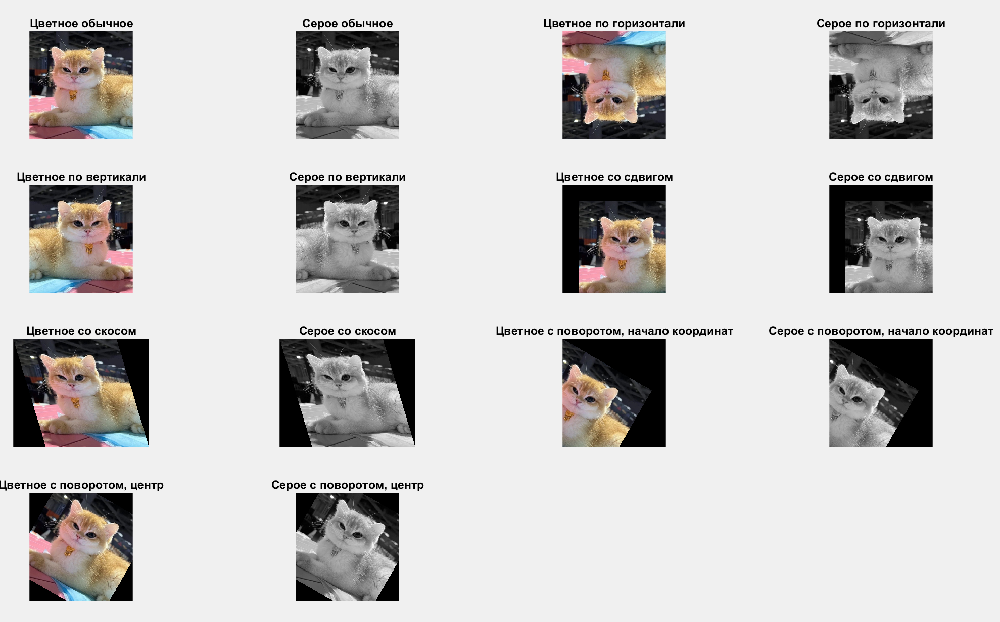 Цветное обычное
Серое обычное
Цветное по горизонтали
Серое по горизонтали
Цветное по вертикали
Серое по вертикали
Цветное со сдвигом
Серое со сдвигом
Цветное со скосом
Серое со скосом
Цветное с поворотом, начало координат
Серое с поворотом, начало координат
Цветное с поворотом, центр
Серое с поворотом, центр